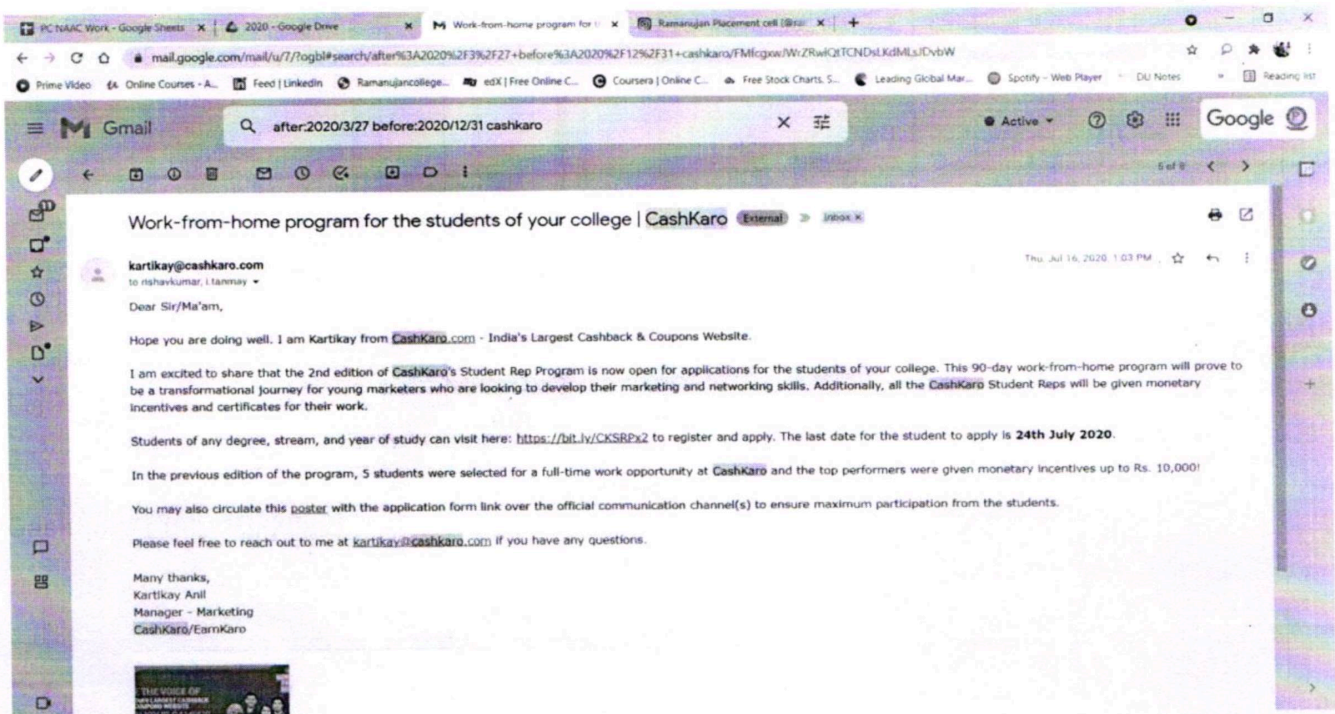 PC NAAC Work - Google Sheets
2020 - Google Drive
Work-from-home program for
Ramanujan Placement cell
mail.google.com/mail/u/7/?ogbl#search/after%3A2020%2F3%2F27+before%3A2020%2F12%2F31+cashkaro/
Prime Video
Online Courses - A...
Feed | LinkedIn
Ramanujancollege...
edX | Free Online C...
Coursera | Online C...
Free Stock Charts, S...
Leading Global Mar...
Spotify – Web Player
DU Notes
Reading list
Gmail
after:2020/3/27 before:2020/12/31 cashkaro
Active
Google
Work-from-home program for the students of your college | CashKaro External Inbox x
kartikay@cashkaro.com
Thu, Jul 16, 2020, 1:03 PM
to rishavkumar, i.tanmay
Dear Sir/Ma'am,
Hope you are doing well. I am Kartikay from CashKaro.com - India's Largest Cashback & Coupons Website.
I am excited to share that the 2nd edition of CashKaro's Student Rep Program is now open for applications for the students of your college. This 90-day work-from-home program will prove to
be a transformational journey for young marketers who are looking to develop their marketing and networking skills. Additionally, all the CashKaro Student Reps will be given monetary
incentives and certificates for their work.
Students of any degree, stream, and year of study can visit here: https://bit.ly/CKSRPx2 to register and apply. The last date for the student to apply is 24th July 2020.
In the previous edition of the program, 5 students were selected for a full-time work opportunity at CashKaro and the top performers were given monetary incentives up to Rs. 10,000!
You may also circulate this poster with the application form link over the official communication channel(s) to ensure maximum participation from the students.
Please feel free to reach out to me at kartikay@cashkaro.com if you have any questions.
Many thanks,
Kartikay Anil
Manager - Marketing
CashKaro/EarnKaro
THE VOICE OF